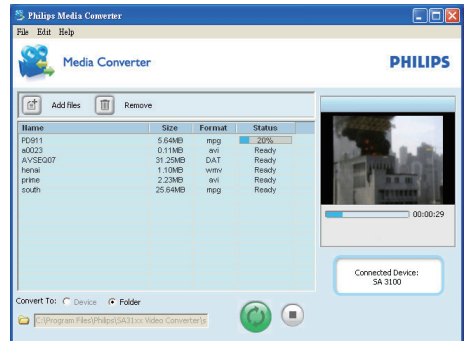 Philips Media Converter
File Edit Help
Media Converter
PHILIPS
Add files Remove
Name Size Format Status
PD911 5.64MB mpg 20%
a0023 0.11MB avi Ready
AVSEQ07 31.25MB DAT Ready
henai 1.10MB wmv Ready
prime 2.23MB avi Ready
south 25.64MB mpg Ready
00:00:29
Connected Device:
SA 3100
Convert To: Device Folder
C:\Program Files\Philips\SA31xx Video Converter\s